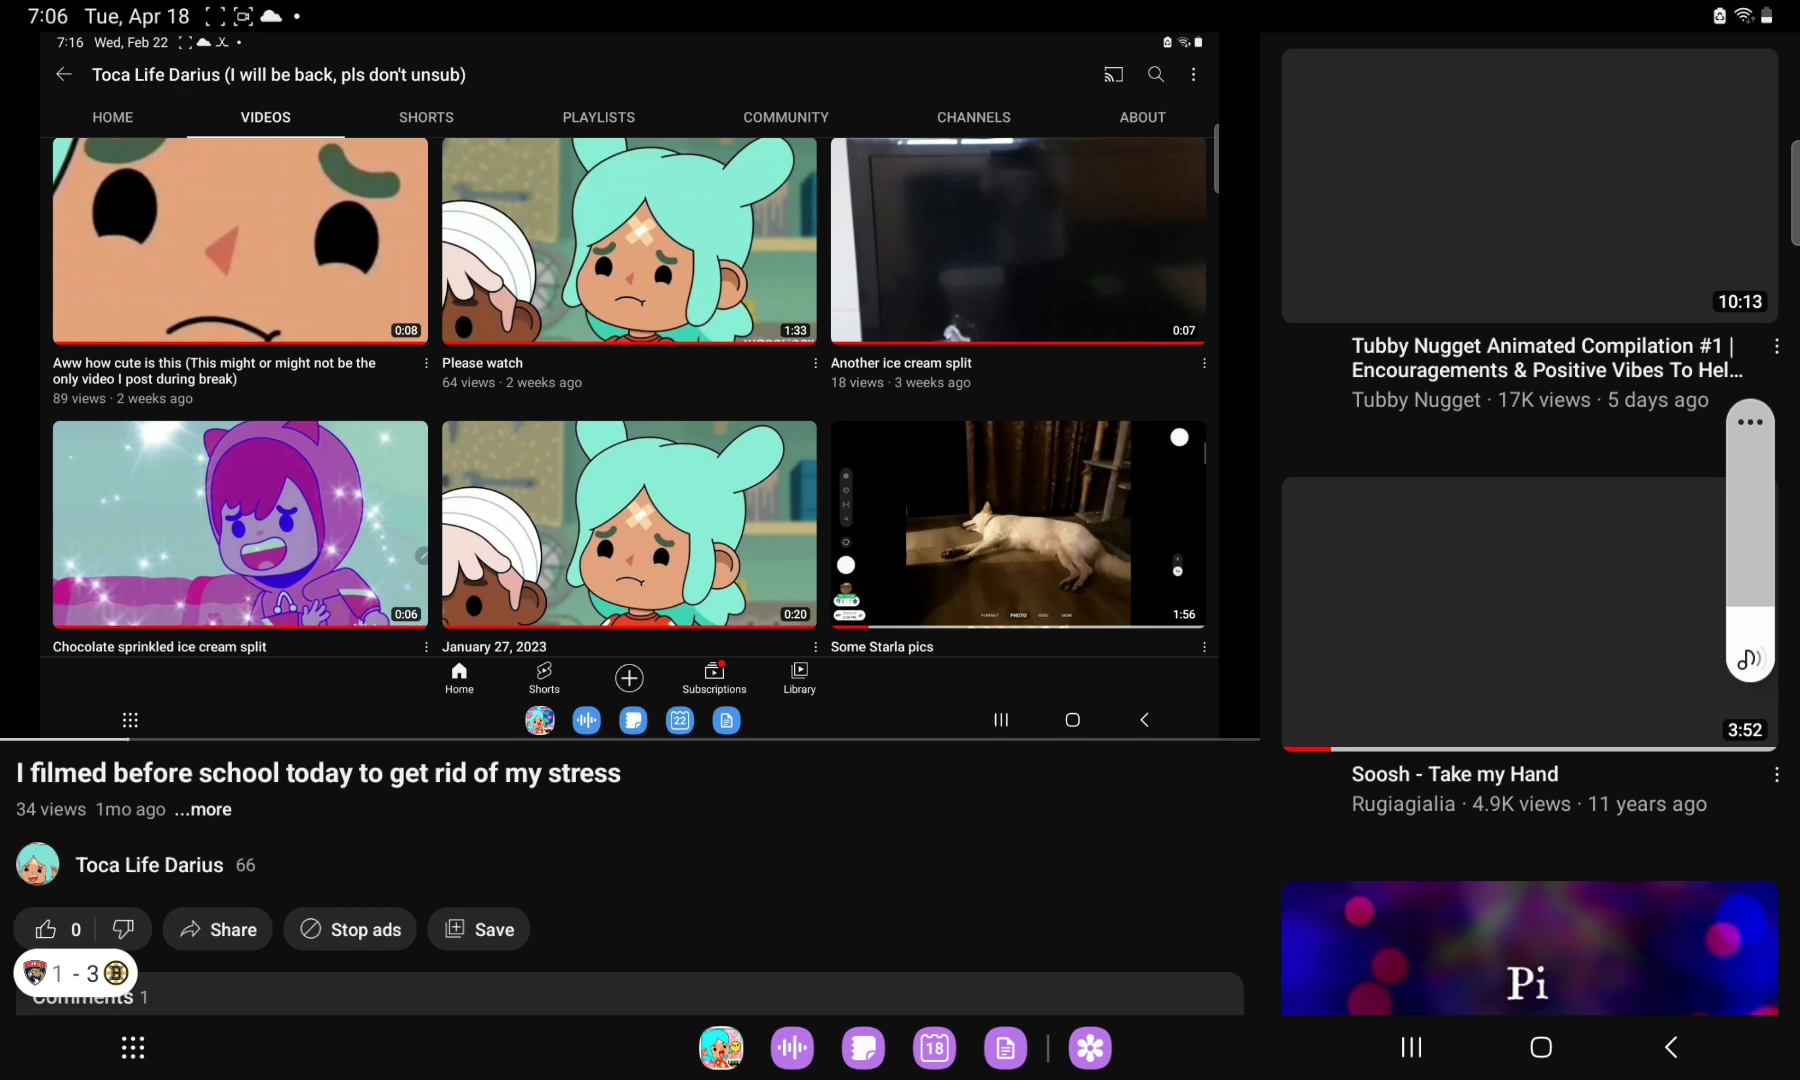 7:06 Tue, Apr 18
7:16 Wed, Feb 22
Toca Life Darius (I will be back, pls don't unsub)
HOME VIDEOS SHORTS PLAYLISTS COMMUNITY CHANNELS ABOUT
0:08
1:33
0:07
Aww how cute is this (This might or might not be the
only video I post during break)
89 views · 2 weeks ago
Please watch
64 views · 2 weeks ago
Another ice cream split
18 views · 3 weeks ago
0:06
0:20
PORTRAIT PHOTO VIDEO MORE
1:56
Chocolate sprinkled ice cream split
January 27, 2023
Some Starla pics
Home Shorts Subscriptions Library
22
I filmed before school today to get rid of my stress
34 views 1mo ago ...more
Toca Life Darius 66
0 Share Stop ads Save
1 - 3 B
Comments 1
10:13
Tubby Nugget Animated Compilation #1 |
Encouragements & Positive Vibes To Hel...
Tubby Nugget · 17K views · 5 days ago
3:52
Soosh - Take my Hand
Rugiagialia · 4.9K views · 11 years ago
Pi
18